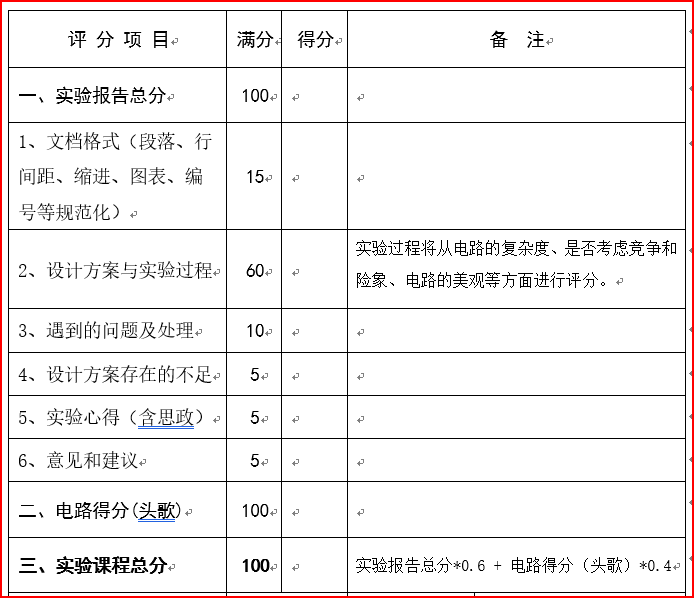 评 分 项 目 满分 得分 备 注
一、实验报告总分 100
1、文档格式（段落、行
间距、缩进、图表、编
号等规范化） 15
2、设计方案与实验过程 60
实验过程将从电路的复杂度、是否考虑竞争和
险象、电路的美观等方面进行评分。
3、遇到的问题及处理 10
4、设计方案存在的不足 5
5、实验心得（含思政） 5
6、意见和建议 5
二、电路得分(头歌) 100
三、实验课程总分 100 实验报告总分*0.6 + 电路得分（头歌）*0.4